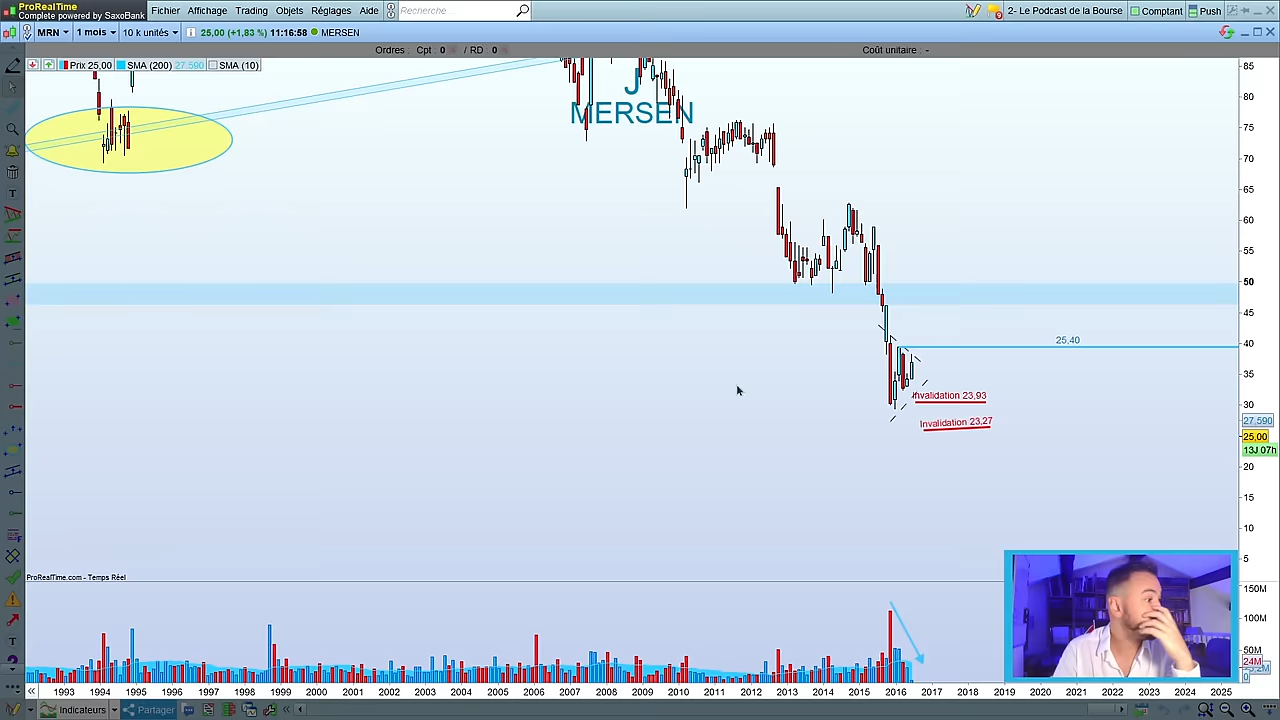 ProRealTime
Complete powered by SaxoBank
Fichier Affichage Trading Objets Réglages Aide Recherche
2- Le Podcast de la Bourse Comptant Push
MRN 1 mois 10 k unités 25,00 (+1,83 %) 11:16:58 MERSEN
Ordres : Cpt : 0 / RD 0 Coût unitaire : -
Prix 25,00 SMA (200) 27.590 SMA (10)
J
MERSEN
85
80
75
70
65
60
55
50
45
40
35
30
20
15
10
5
25,40
Invalidation 23,93
Invalidation 23,27
27.590
25,00
13J 07h
ProRealTime.com - Temps Réel
150M
100M
50M
24M
0
1993 1994 1995 1996 1997 1998 1999 2000 2001 2002 2003 2004 2005 2006 2007 2008 2009 2010 2011 2012 2013 2014 2015 2016 2017 2018 2019 2020 2021 2022 2023 2024 2025
Indicateurs Partager